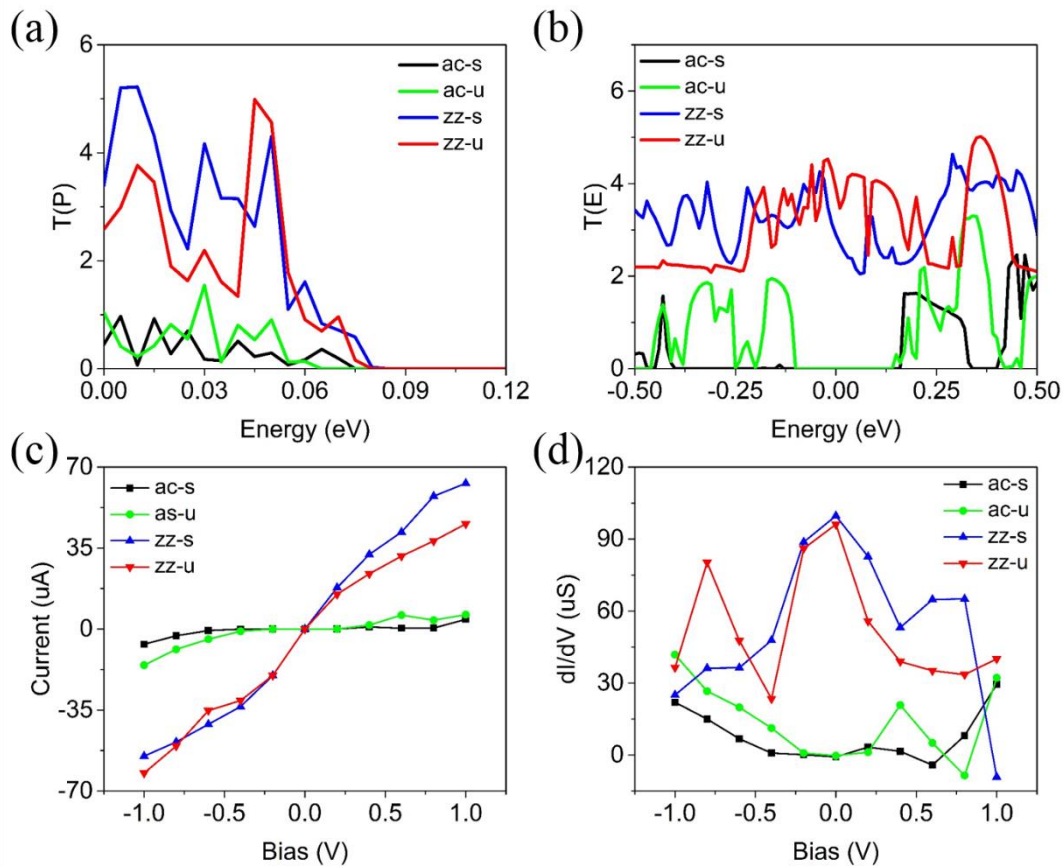 (a)
6
4
2
0
T(P)
ac-s
ac-u
zz-s
zz-u
0.00 0.03 0.06 0.09 0.12
Energy (eV)
(b)
6
4
2
0
T(E)
ac-s
ac-u
zz-s
zz-u
-0.50 -0.25 0.00 0.25 0.50
Energy (eV)
(c)
70
35
0
-35
-70
Current (uA)
ac-s
as-u
zz-s
zz-u
-1.0 -0.5 0.0 0.5 1.0
Bias (V)
(d)
120
90
60
30
0
dI/dV (uS)
ac-s
ac-u
zz-s
zz-u
-1.0 -0.5 0.0 0.5 1.0
Bias (V)